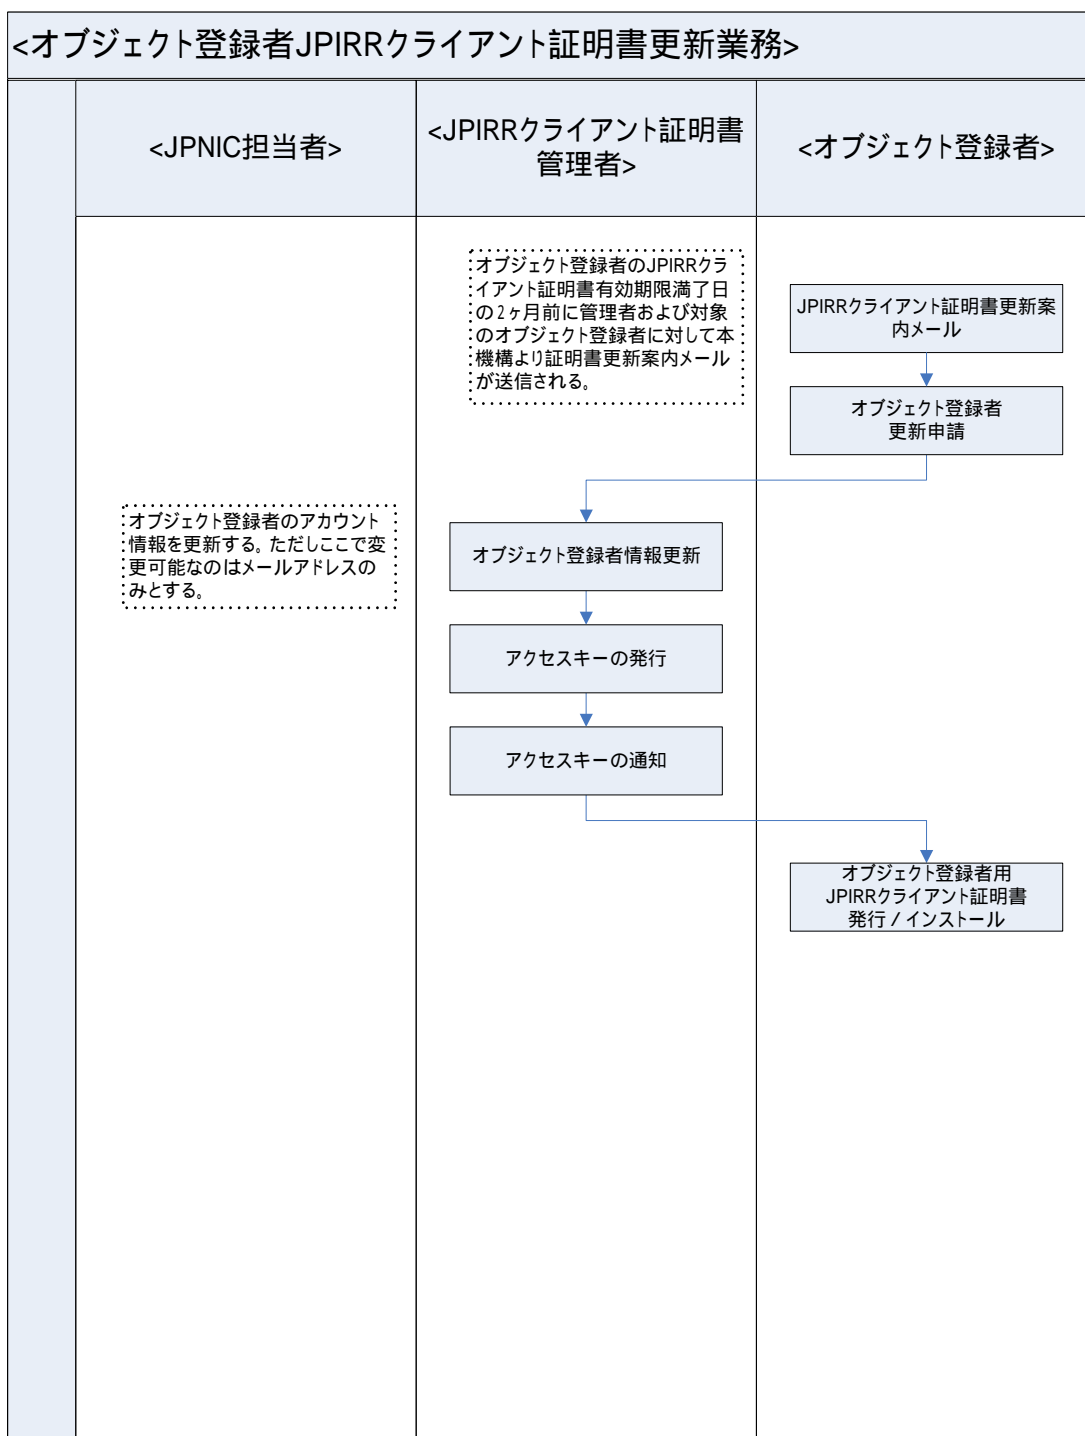 <オブジェクト登録者JPIRRクライアント証明書更新業務>
<JPNIC担当者>
<JPIRRクライアント証明書
管理者>
<オブジェクト登録者>
オブジェクト登録者のJPIRRクラ
イアント証明書有効期限満了日
の2ヶ月前に管理者および対象
のオブジェクト登録者に対して本
機構より証明書更新案内メール
が送信される。
JPIRRクライアント証明書更新案
内メール
オブジェクト登録者
更新申請
オブジェクト登録者のアカウント
情報を更新する。ただしここで変
更可能なのはメールアドレスの
みとする。
オブジェクト登録者情報更新
アクセスキーの発行
アクセスキーの通知
オブジェクト登録者用
JPIRRクライアント証明書
発行/インストール